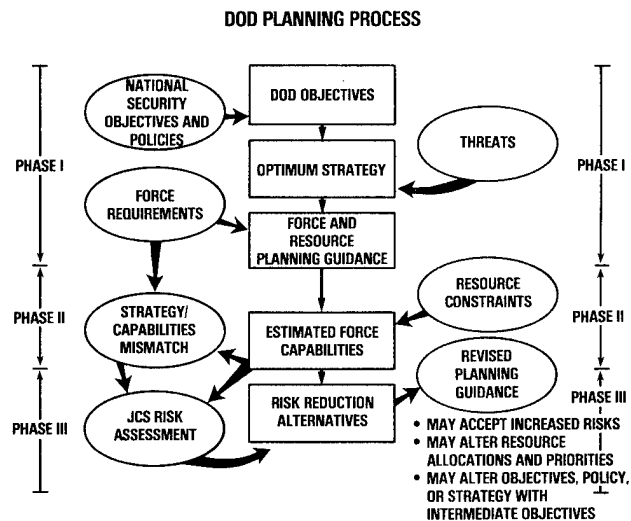 DOD PLANNING PROCESS
NATIONAL
SECURITY
OBJECTIVES AND
POLICIES
DOD OBJECTIVES
THREATS
PHASE I
OPTIMUM STRATEGY
PHASE I
FORCE
REQUIREMENTS
FORCE AND
RESOURCE
PLANNING GUIDANCE
RESOURCE
CONSTRAINTS
PHASE II
STRATEGY/
CAPABILITIES
MISMATCH
ESTIMATED FORCE
CAPABILITIES
PHASE II
REVISED
PLANNING
GUIDANCE
PHASE III
JCS RISK
ASSESSMENT
RISK REDUCTION
ALTERNATIVES
PHASE III
• MAY ACCEPT INCREASED RISKS
• MAY ALTER RESOURCE
ALLOCATIONS AND PRIORITIES
• MAY ALTER OBJECTIVES, POLICY,
OR STRATEGY WITH
INTERMEDIATE OBJECTIVES